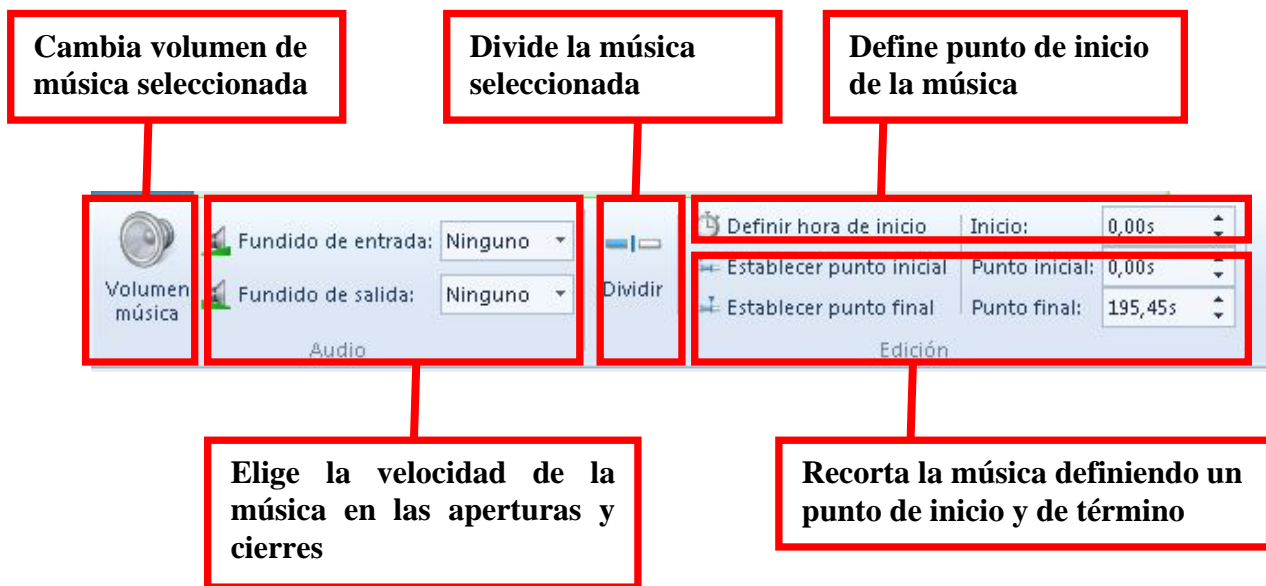 Cambia volumen de
música seleccionada
Divide la música
seleccionada
Define punto de inicio
de la música
Volumen
música
Fundido de entrada: Ninguno
Fundido de salida: Ninguno
Audio
Dividir
Definir hora de inicio Inicio: 0,00s
Establecer punto inicial Punto inicial: 0,00s
Establecer punto final Punto final: 195,45s
Edición
Elige la velocidad de la
música en las aperturas y
cierres
Recorta la música definiendo un
punto de inicio y de término